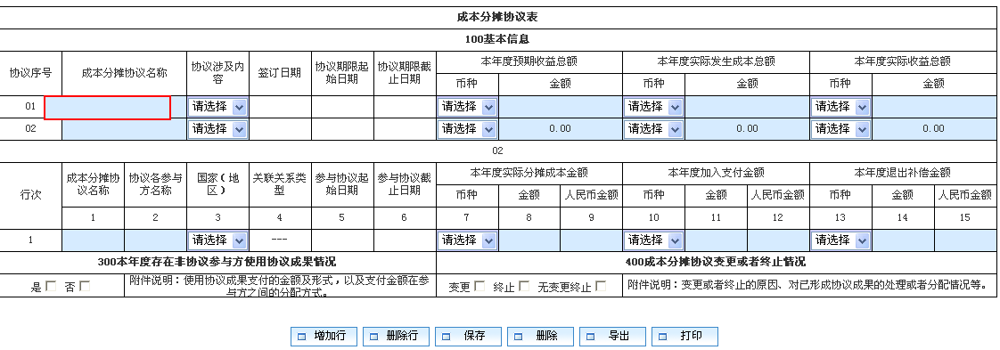 成本分摊协议表
100基本信息
协议序号 成本分摊协议名称 协议涉及内容 签订日期 协议期限起始日期 协议期限截止日期 本年度预期收益总额 本年度实际发生成本总额 本年度实际收益总额
币种 金额 币种 金额 币种 金额
01 请选择 请选择 请选择 请选择
02 请选择 请选择 0.00 请选择 0.00 请选择 0.00
02
行次 成本分摊协议名称 协议各参与方名称 国家(地区) 关联关系类型 参与协议起始日期 参与协议截止日期 本年度实际分摊成本金额 本年度加入支付金额 本年度退出补偿金额
币种 金额 人民币金额 币种 金额 人民币金额 币种 金额 人民币金额
1 2 3 4 5 6 7 8 9 10 11 12 13 14 15
1 请选择 --- 请选择 请选择 请选择
300本年度存在非协议参与方使用协议成果情况 400成本分摊协议变更或者终止情况
是 否 附件说明：使用协议成果支付的金额及形式，以及支付金额在参与方之间的分配方式。 变更 终止 无变更终止 附件说明：变更或者终止的原因、对已形成协议成果的处理或者分配情况等。
增加行 删除行 保存 删除 导出 打印